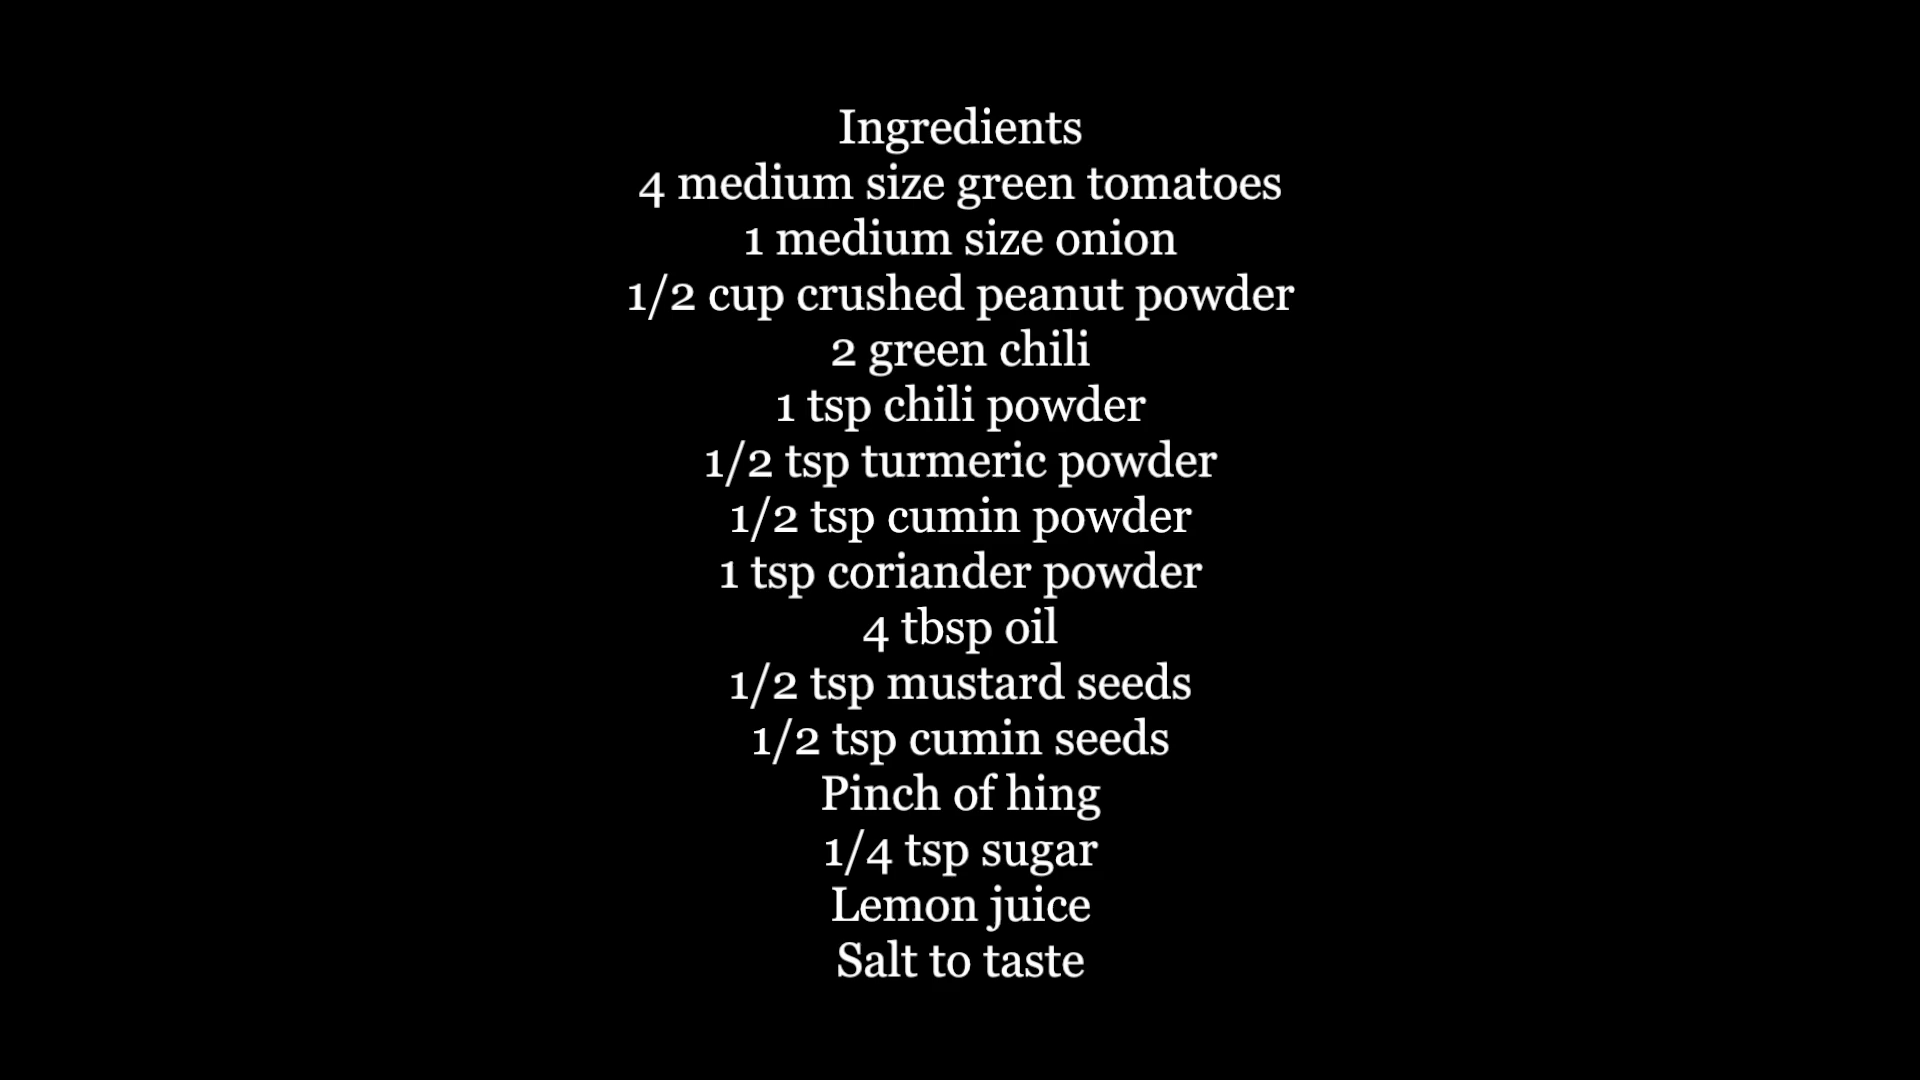 Ingredients
4 medium size green tomatoes
1 medium size onion
1/2 cup crushed peanut powder
2 green chili
1 tsp chili powder
1/2 tsp turmeric powder
1/2 tsp cumin powder
1 tsp coriander powder
4 tbsp oil
1/2 tsp mustard seeds
1/2 tsp cumin seeds
Pinch of hing
1/4 tsp sugar
Lemon juice
Salt to taste